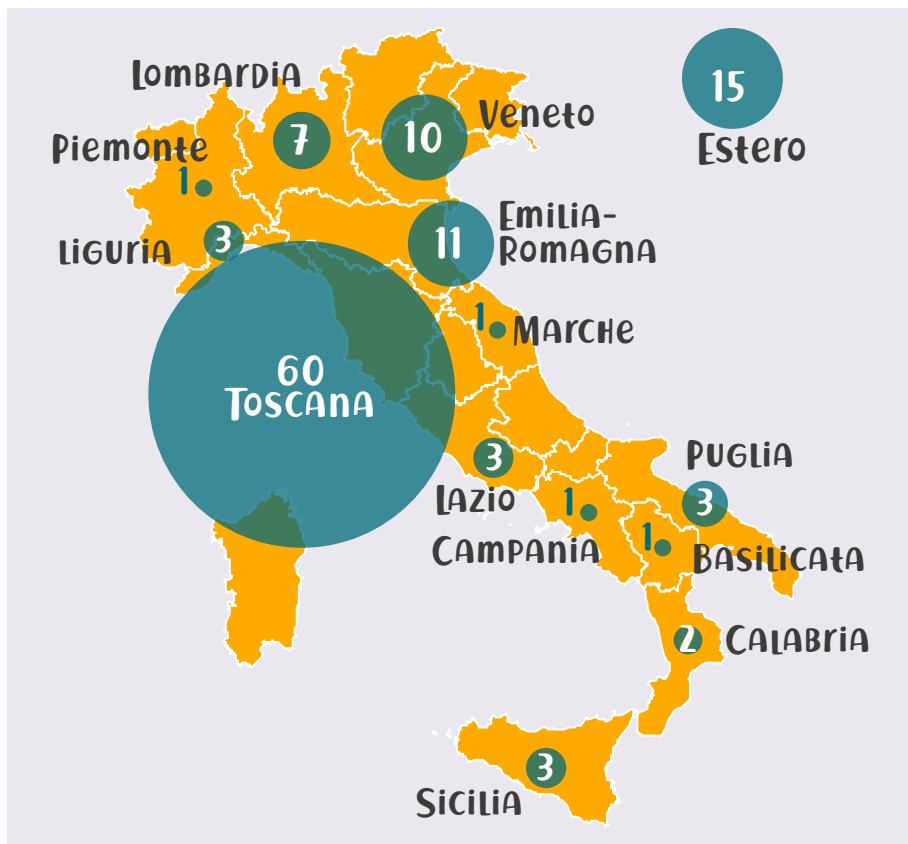 Lombardia
15
Estero
7
10
Veneto
Piemonte
1
Liguria
3
11
Emilia-
Romagna
1
Marche
60
Toscana
3
Lazio
Puglia
3
1
Campania
1
Basilicata
2
Calabria
3
Sicilia